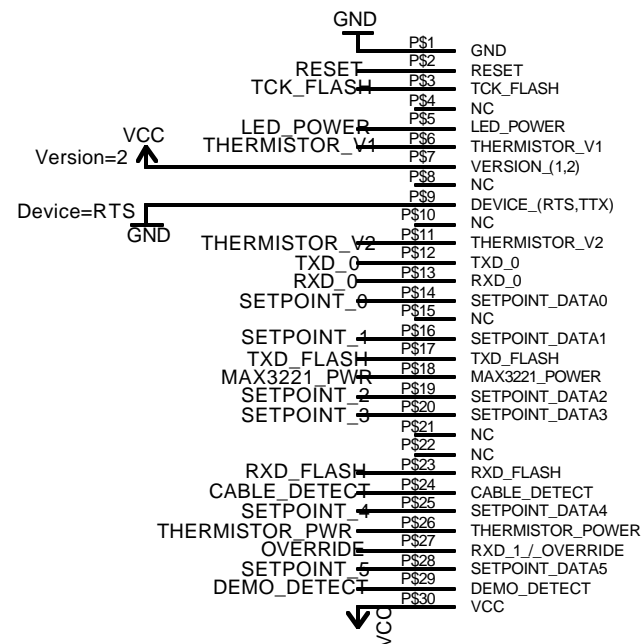 GND
P$1 GND
RESET P$2 RESET
TCK_FLASH P$3 TCK_FLASH
P$4 NC
LED_POWER P$5 LED_POWER
VCC THERMISTOR_V1 P$6 THERMISTOR_V1
Version=2 P$7 VERSION_(1,2)
P$8 NC
Device=RTS P$9 DEVICE_(RTS,TTX)
GND P$10 NC
THERMISTOR_V2 P$11 THERMISTOR_V2
TXD_0 P$12 TXD_0
RXD_0 P$13 RXD_0
SETPOINT_0 P$14 SETPOINT_DATA0
P$15 NC
SETPOINT_1 P$16 SETPOINT_DATA1
TXD_FLASH P$17 TXD_FLASH
MAX3221_PWR P$18 MAX3221_POWER
SETPOINT_2 P$19 SETPOINT_DATA2
SETPOINT_3 P$20 SETPOINT_DATA3
P$21 NC
P$22 NC
RXD_FLASH P$23 RXD_FLASH
CABLE_DETECT P$24 CABLE_DETECT
SETPOINT_4 P$25 SETPOINT_DATA4
THERMISTOR_PWR P$26 THERMISTOR_POWER
OVERRIDE P$27 RXD_1_/_OVERRIDE
SETPOINT_5 P$28 SETPOINT_DATA5
DEMO_DETECT P$29 DEMO_DETECT
P$30 VCC
VCC